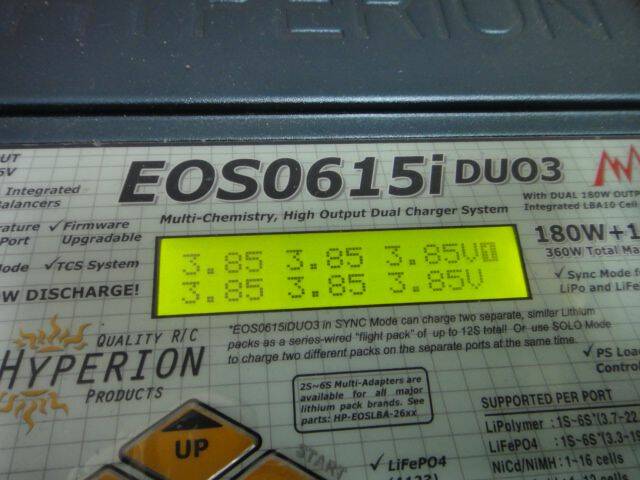 HYPERION
EOS0615i DUO3
Multi-Chemistry, High Output Dual Charger System
Integrated
✓Firmware
Upgradable
✓TCS System
DISCHARGE!
With DUAL 180W
Integrated LBA10 Cell
180W+1
360W Total
✓Sync Mode
LiPo and LiFe
3.85 3.85 3.85V1
3.85 3.85 3.85V
*EOS0615iDUO3 in SYNC Mode can charge two separate, similar Lithium
packs as a series-wired "flight pack" of up to 12S total! Or use SOLO Mode
to charge two different packs on the separate ports at the same time.
QUALITY R/C
HYPERION
PRODUCTS
2S~6S Multi-Adapters are
available for all major
lithium pack brands. See
parts: HP-EOSLBA-26xx
✓PS
SUPPORTED PER PORT
LiPolymer :1S~6S
LiFePO4 :1S~6S
NiCd/NiMH: 1~16 cells
UP
START
✓LiFePO4